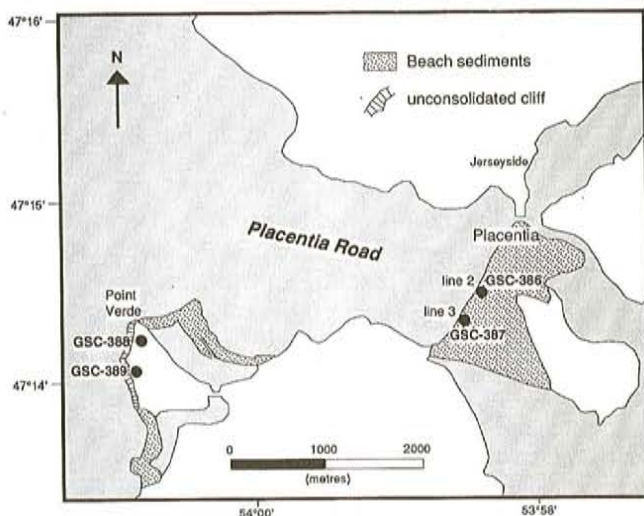 47°16'
N
Beach sediments
unconsolidated cliff
Jerseyside
47°15'
Placentia Road
Placentia
line 2
GSC-386
Point
Verde
line 3
GSC-387
GSC-388
GSC-389
47°14'
0 1000 2000
(metres)
54°00' 53°58'